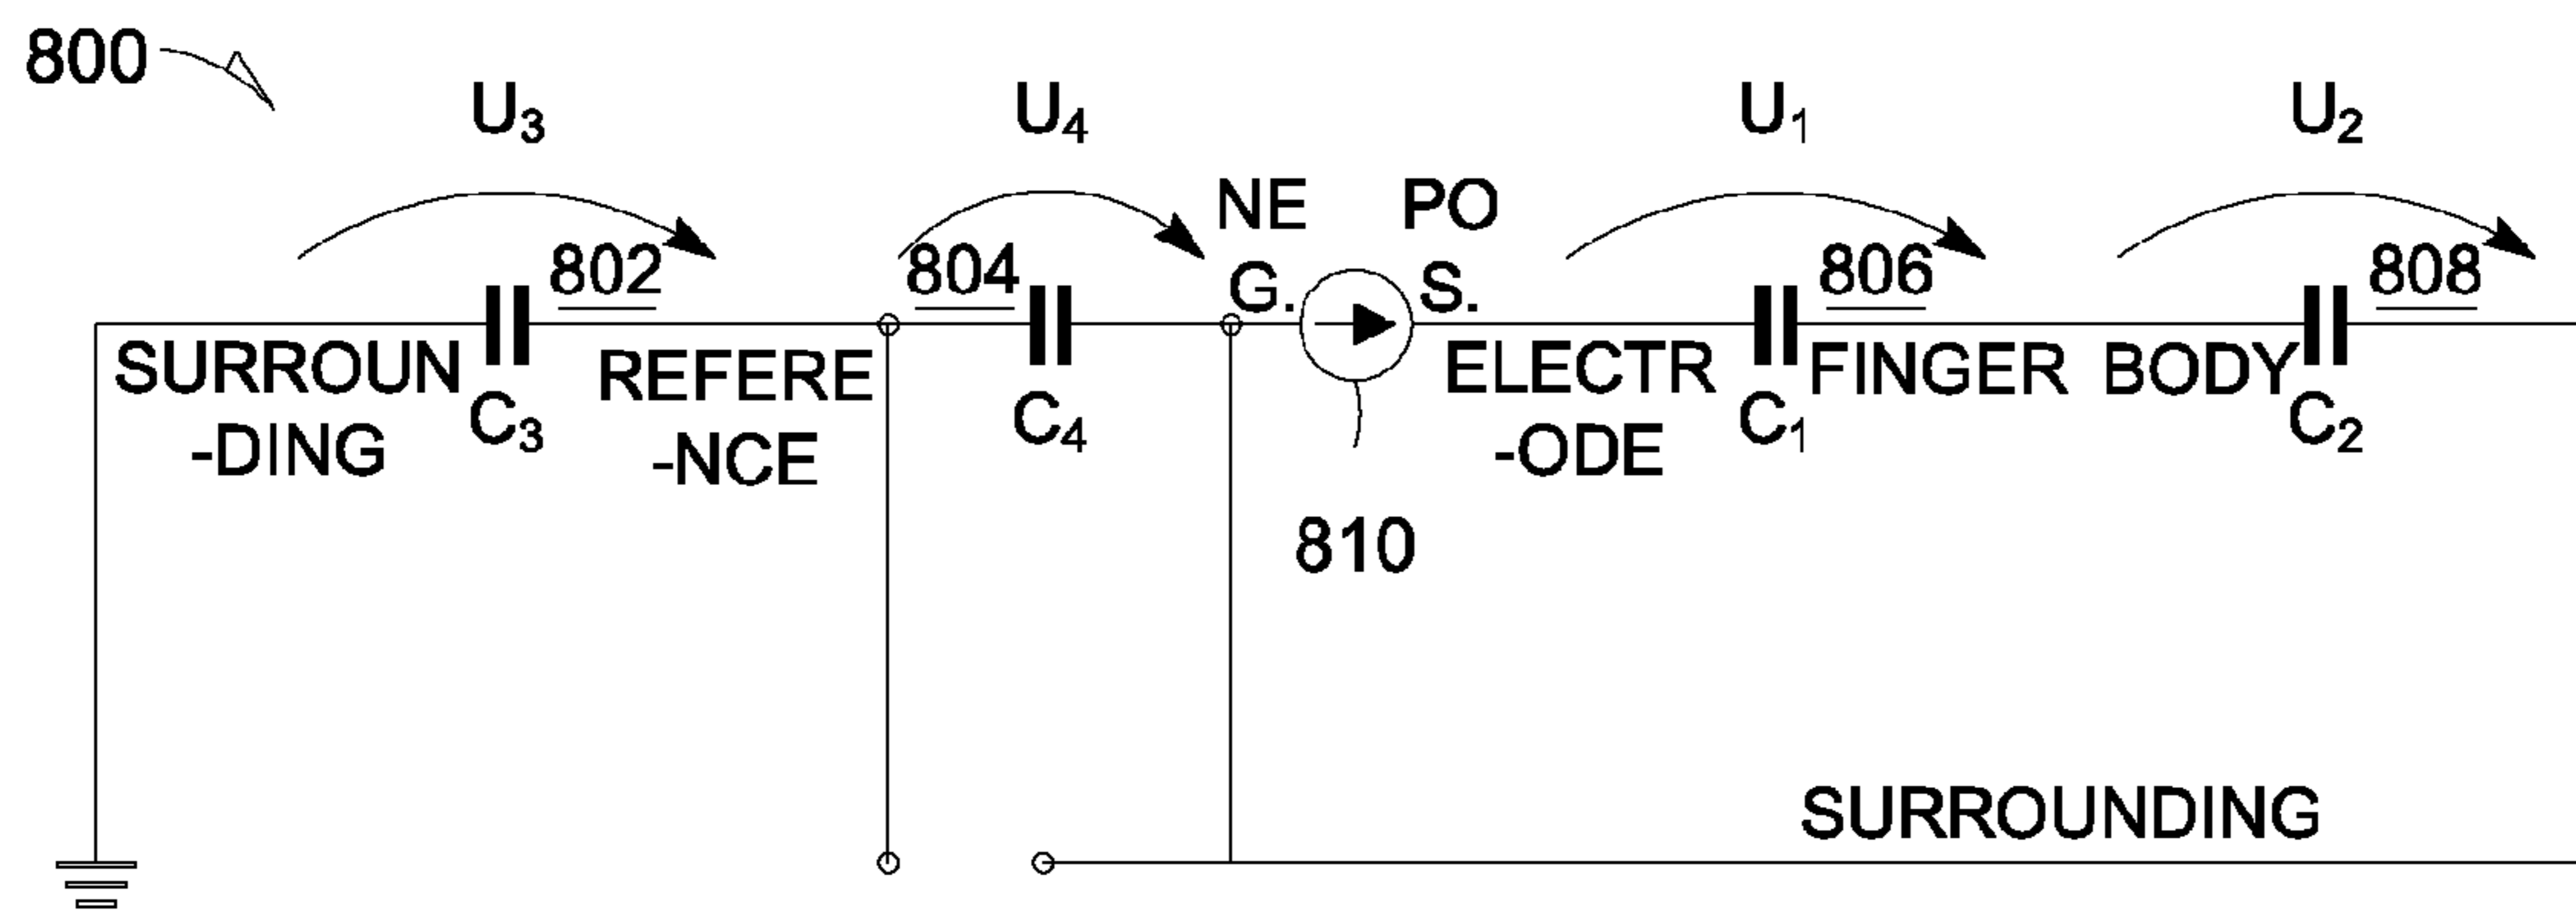 800
U3 U4 U1 U2
NE PO
G. S.
802 804 806 808
SURROUN REFERE ELECTR FINGER BODY
-DING -NCE -ODE
C3 C4 C1 C2
810
SURROUNDING